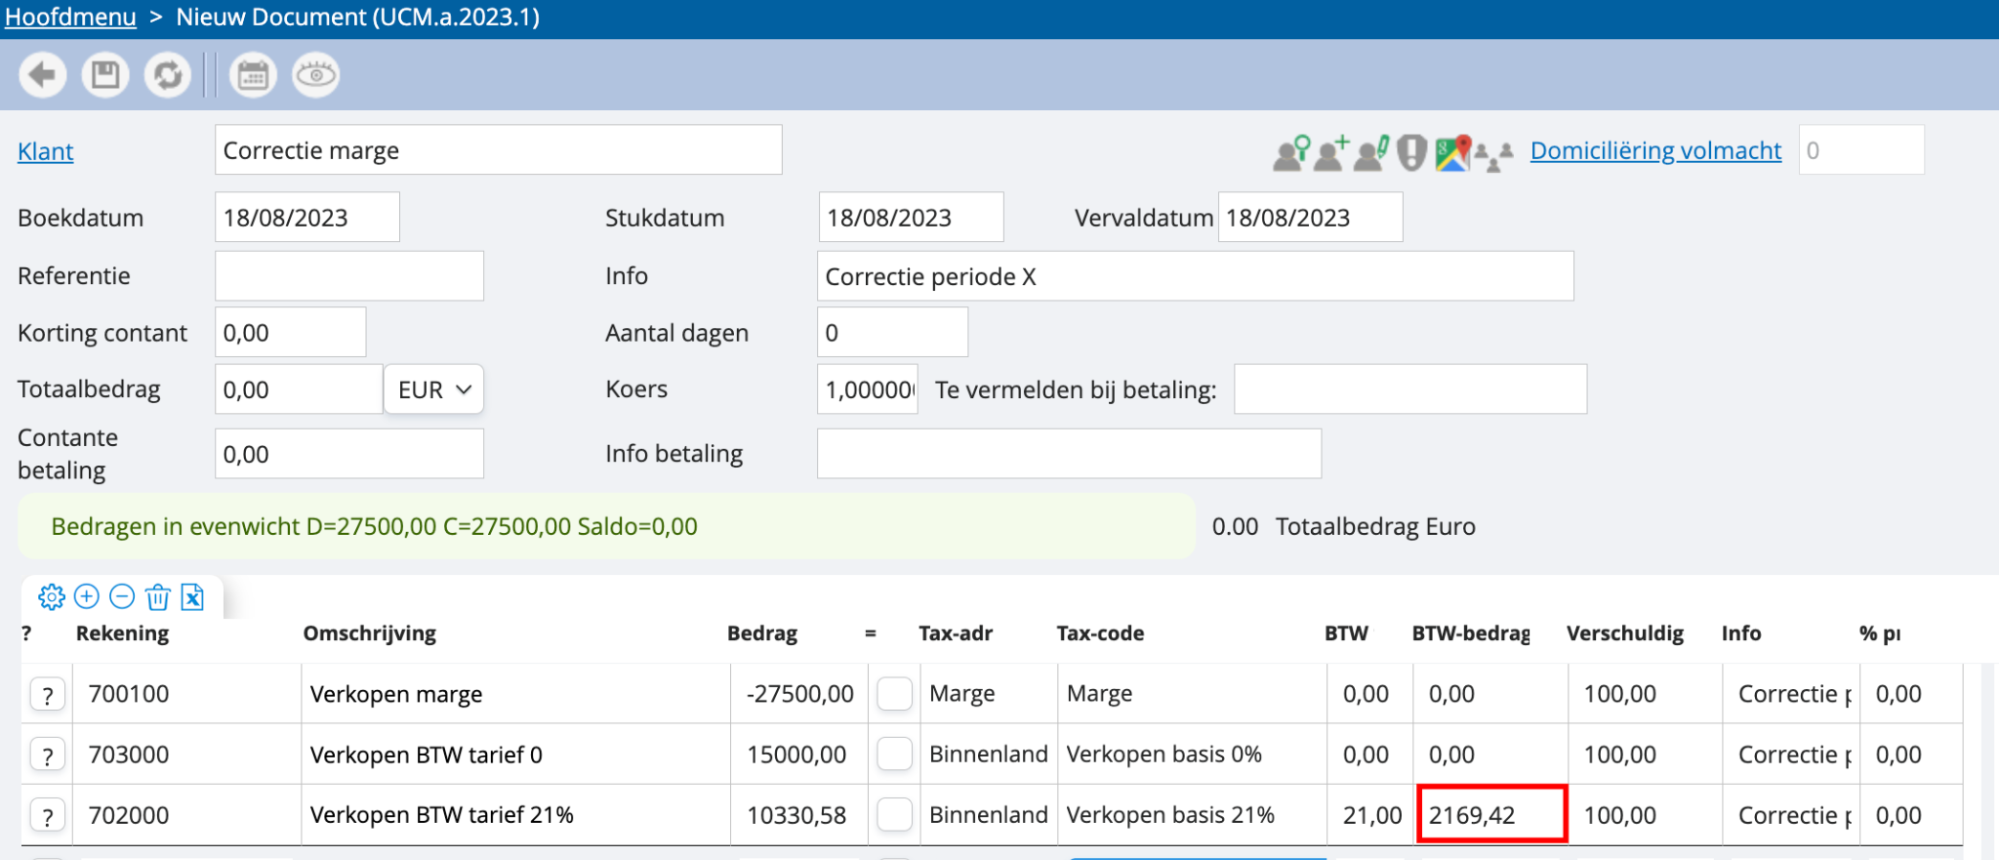 Hoofdmenu > Nieuw Document (UCM.a.2023.1)
Klant Correctie marge Domiciliëring volmacht 0
Boekdatum 18/08/2023 Stukdatum 18/08/2023 Vervaldatum 18/08/2023
Referentie Info Correctie periode X
Korting contant 0,00 Aantal dagen 0
Totaalbedrag 0,00 EUR Koers 1,00000 Te vermelden bij betaling:
Contante betaling 0,00 Info betaling
Bedragen in evenwicht D=27500,00 C=27500,00 Saldo=0,00 0.00 Totaalbedrag Euro
? Rekening Omschrijving Bedrag = Tax-adr Tax-code BTW BTW-bedrag Verschuldig Info % pr
? 700100 Verkopen marge -27500,00 Marge Marge 0,00 0,00 100,00 Correctie p 0,00
? 703000 Verkopen BTW tarief 0 15000,00 Binnenland Verkopen basis 0% 0,00 0,00 100,00 Correctie p 0,00
? 702000 Verkopen BTW tarief 21% 10330,58 Binnenland Verkopen basis 21% 21,00 2169,42 100,00 Correctie p 0,00